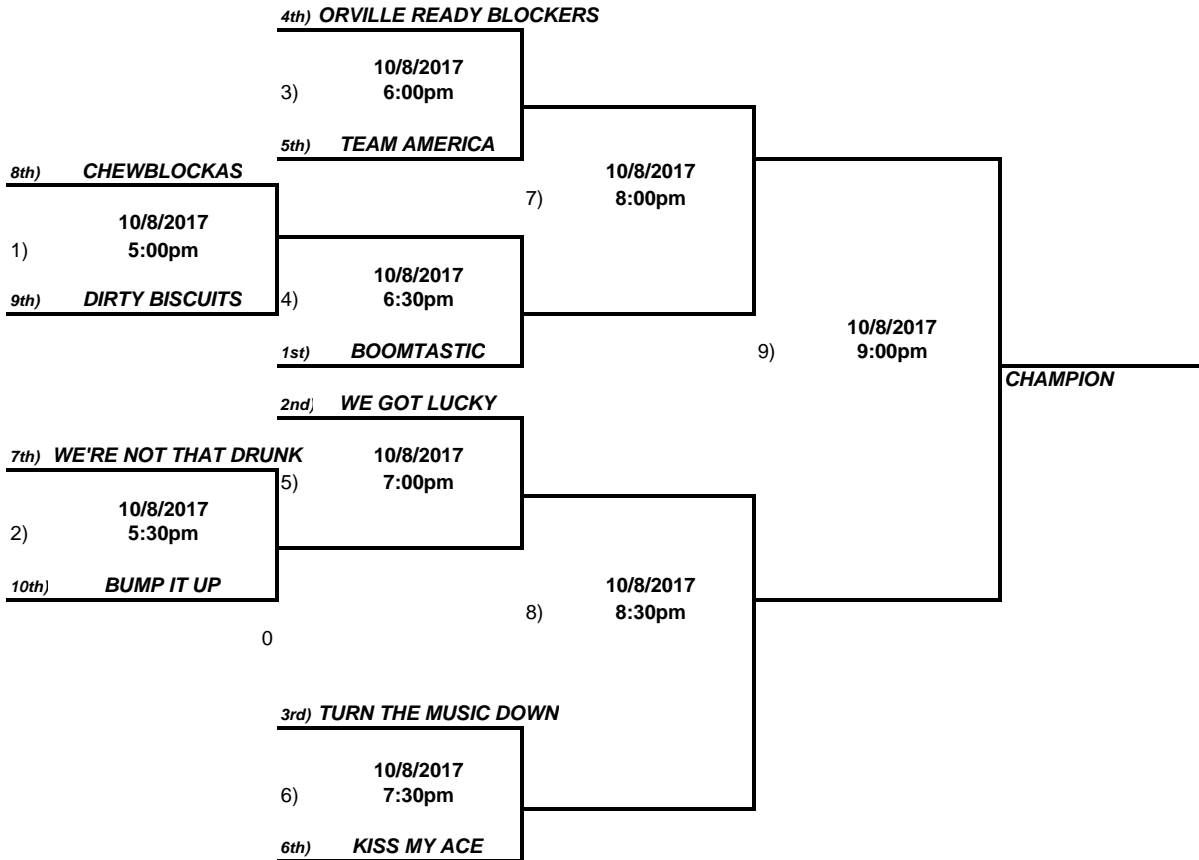 4th) ORVILLE READY BLOCKERS
10/8/2017
3) 6:00pm
5th) TEAM AMERICA
8th) CHEWBLOCKAS
10/8/2017
7) 8:00pm
10/8/2017
1) 5:00pm
10/8/2017
9th) DIRTY BISCUITS
4) 6:30pm
10/8/2017
1st) BOOMTASTIC
9) 9:00pm
CHAMPION
2nd) WE GOT LUCKY
7th) WE'RE NOT THAT DRUNK
10/8/2017
5) 7:00pm
10/8/2017
2) 5:30pm
10th) BUMP IT UP
10/8/2017
8) 8:30pm
0
3rd) TURN THE MUSIC DOWN
10/8/2017
6) 7:30pm
6th) KISS MY ACE